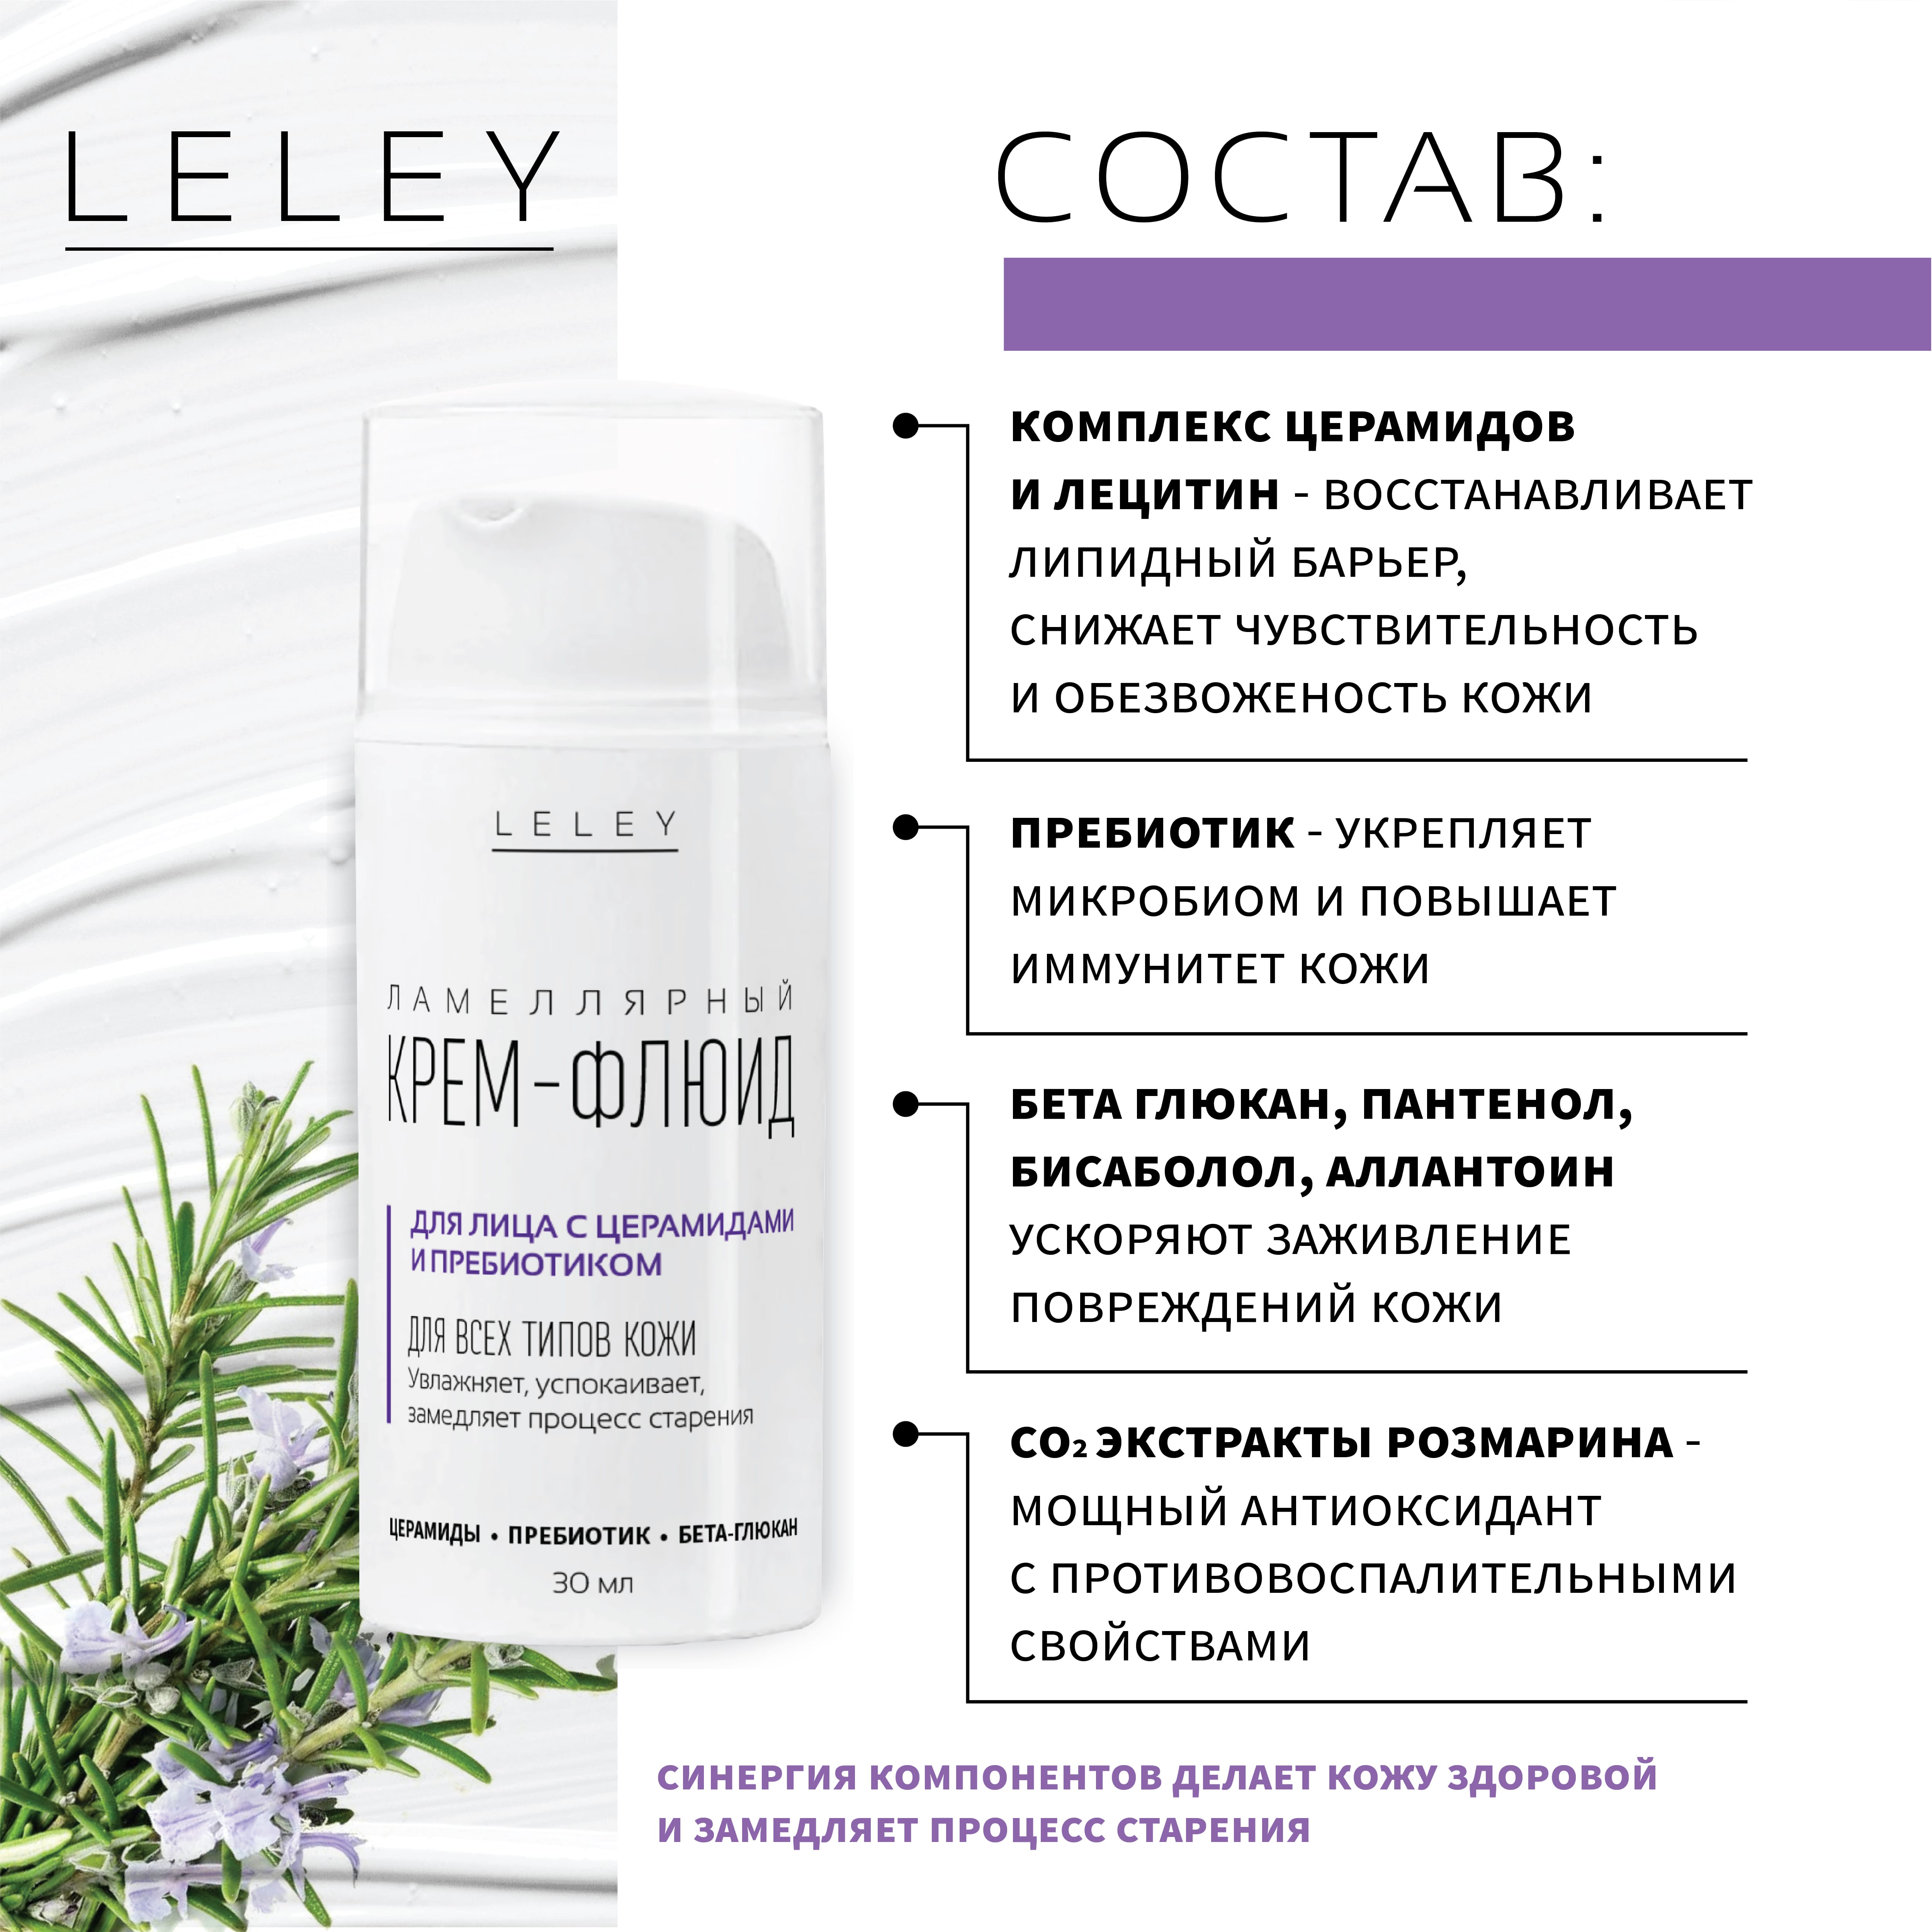 LELEY
СОСТАВ:
КОМПЛЕКС ЦЕРАМИДОВ
И ЛЕЦИТИН - ВОССТАНАВЛИВАЕТ
ЛИПИДНЫЙ БАРЬЕР,
СНИЖАЕТ ЧУВСТВИТЕЛЬНОСТЬ
И ОБЕЗВОЖЕНОСТЬ КОЖИ
ПРЕБИОТИК - УКРЕПЛЯЕТ
МИКРОБИОМ И ПОВЫШАЕТ
ИММУНИТЕТ КОЖИ
БЕТА ГЛЮКАН, ПАНТЕНОЛ,
БИСАБОЛОЛ, АЛЛАНТОИН
УСКОРЯЮТ ЗАЖИВЛЕНИЕ
ПОВРЕЖДЕНИЙ КОЖИ
СО₂ ЭКСТРАКТЫ РОЗМАРИНА -
МОЩНЫЙ АНТИОКСИДАНТ
С ПРОТИВОВОСПАЛИТЕЛЬНЫМИ
СВОЙСТВАМИ
LELEY
ЛАМЕЛЛЯРНЫЙ
КРЕМ-ФЛЮИД
ДЛЯ ЛИЦА С ЦЕРАМИДАМИ
И ПРЕБИОТИКОМ
ДЛЯ ВСЕХ ТИПОВ КОЖИ
Увлажняет, успокаивает,
замедляет процесс старения
ЦЕРАМИДЫ • ПРЕБИОТИК • БЕТА-ГЛЮКАН
30 мл
СИНЕРГИЯ КОМПОНЕНТОВ ДЕЛАЕТ КОЖУ ЗДОРОВОЙ
И ЗАМЕДЛЯЕТ ПРОЦЕСС СТАРЕНИЯ